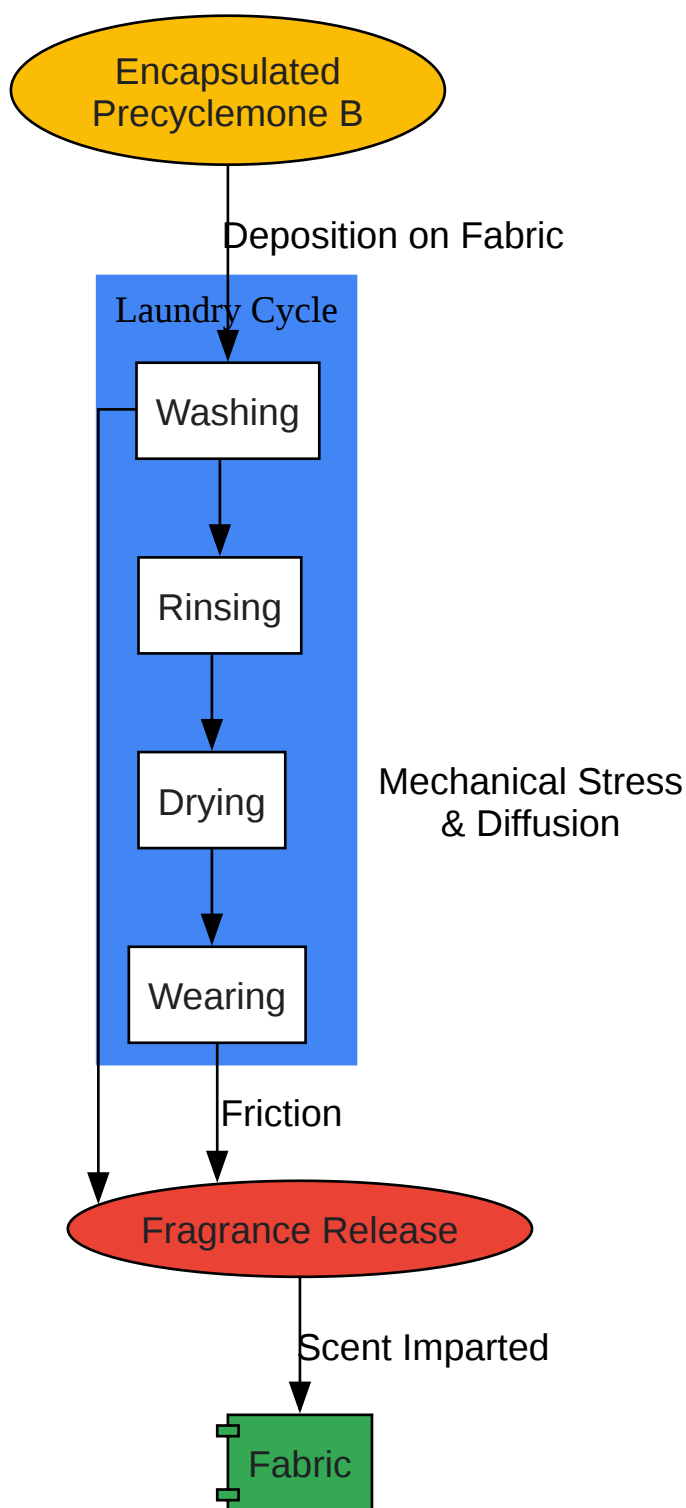 Encapsulated
Precyclemone B
Deposition on Fabric
Laundry Cycle
Washing
Rinsing
Drying
Mechanical Stress
& Diffusion
Wearing
Friction
Fragrance Release
Scent Imparted
Fabric